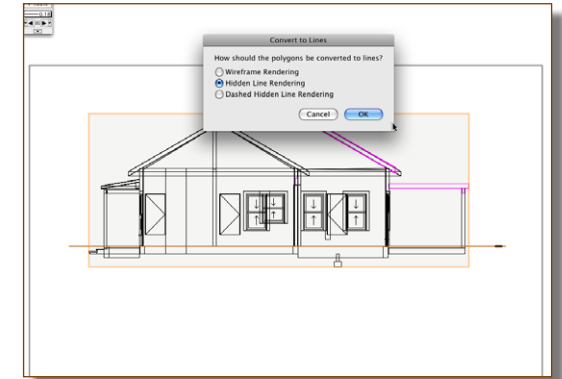 Convert to Lines
How should the polygons be converted to lines?
Wireframe Rendering
Hidden Line Rendering
Dashed Hidden Line Rendering
Cancel
OK